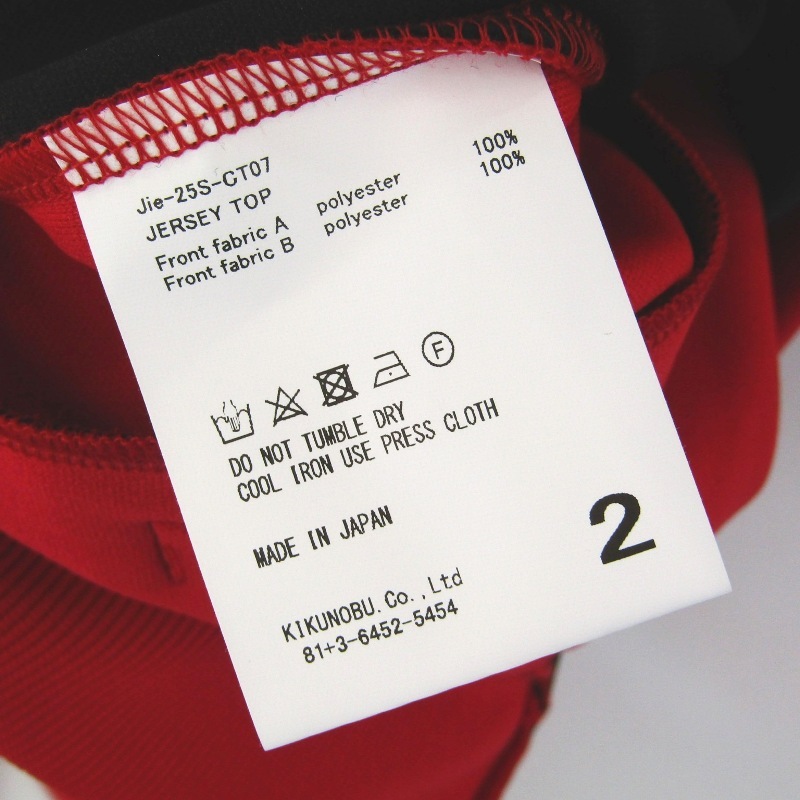 Jie-25S-CT07
JERSEY TOP
Front fabric A polyester 100%
Front fabric B polyester 100%
F
DO NOT TUMBLE DRY
COOL IRON USE PRESS CLOTH
MADE IN JAPAN
2
KIKUNOBU.Co.,Ltd
81+3-6452-5454